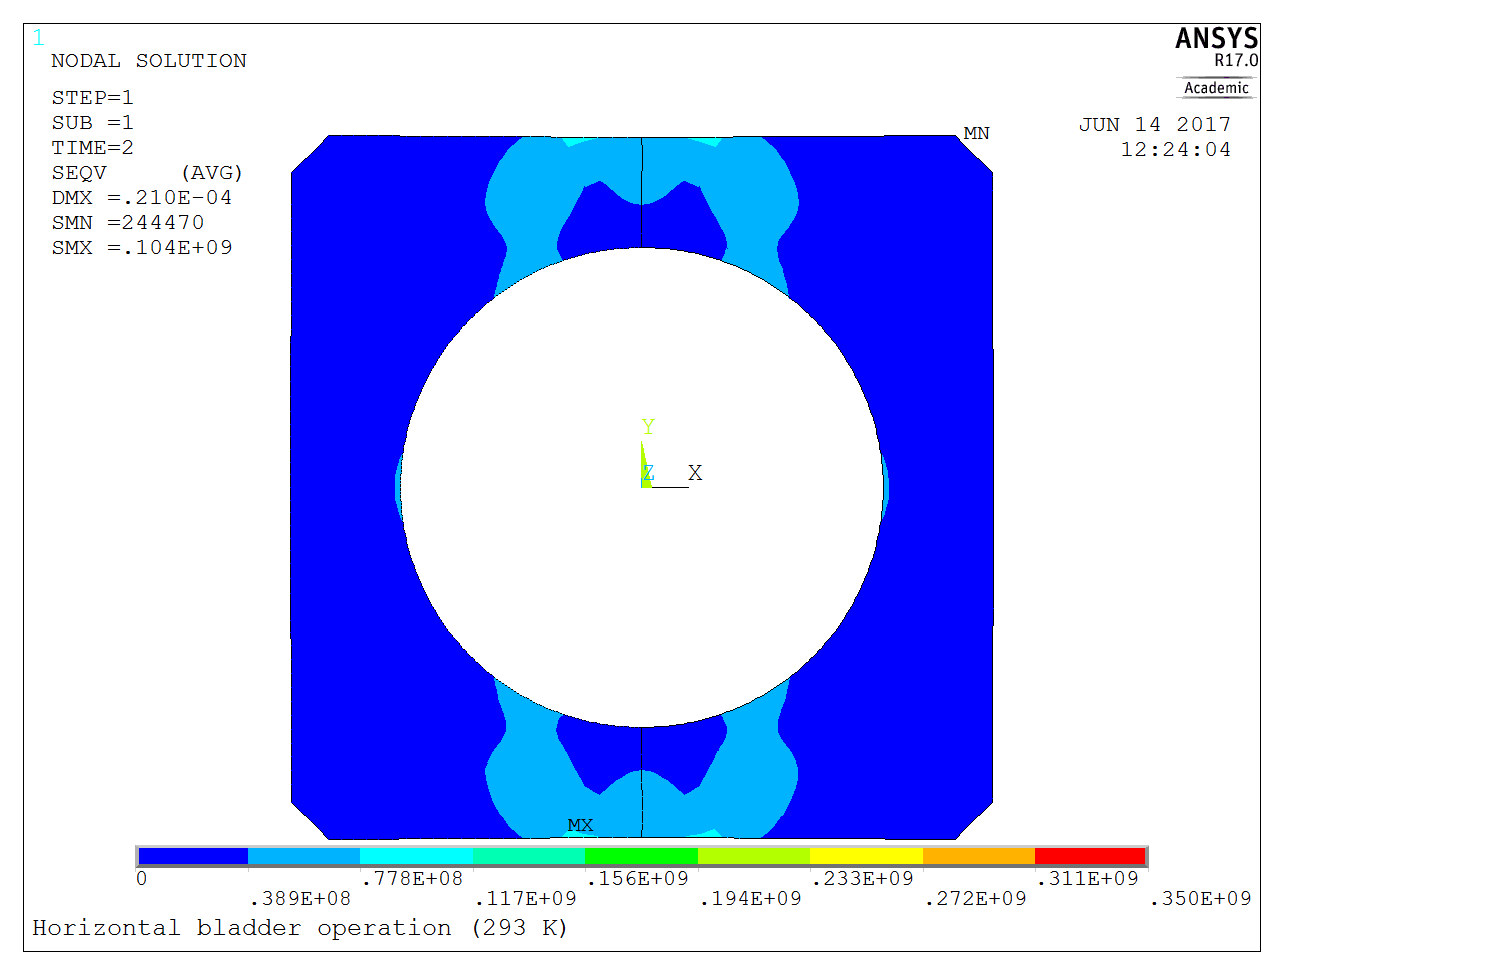 1
NODAL SOLUTION
STEP=1
SUB =1
TIME=2
SEQV (AVG)
DMX =.210E-04
SMN =244470
SMX =.104E+09
ANSYS
R17.0
Academic
JUN 14 2017
12:24:04
MN
Y
Z X
MX
0 .778E+08 .156E+09 .233E+09 .311E+09
.389E+08 .117E+09 .194E+09 .272E+09 .350E+09
Horizontal bladder operation (293 K)